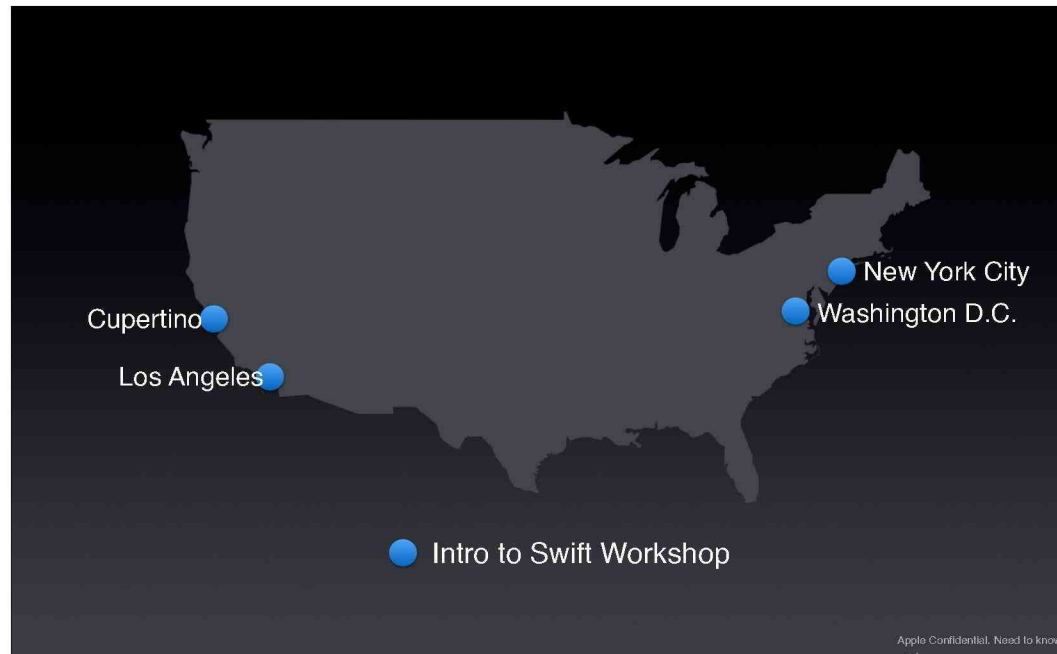 New York City
Cupertino
Washington D.C.
Los Angeles
Intro to Swift Workshop
Apple Confidential. Need to know